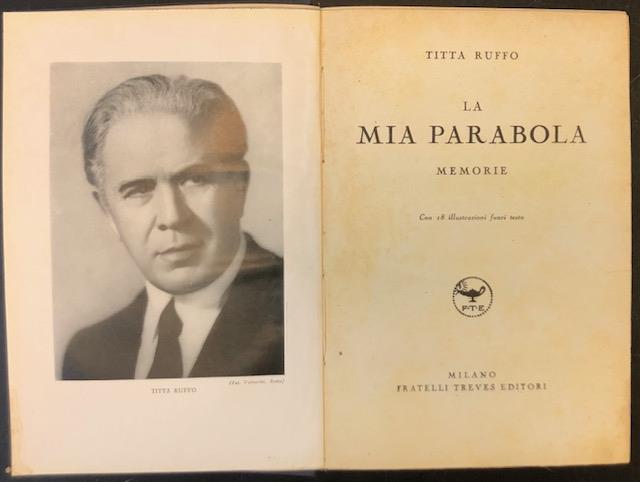 TITTA RUFFO
(Fot. Vaturini, Roma)
TITTA RUFFO
LA
MIA PARABOLA
MEMORIE
Con 18 illustrazioni fuori testo
F·T·E
MILANO
FRATELLI TREVES EDITORI